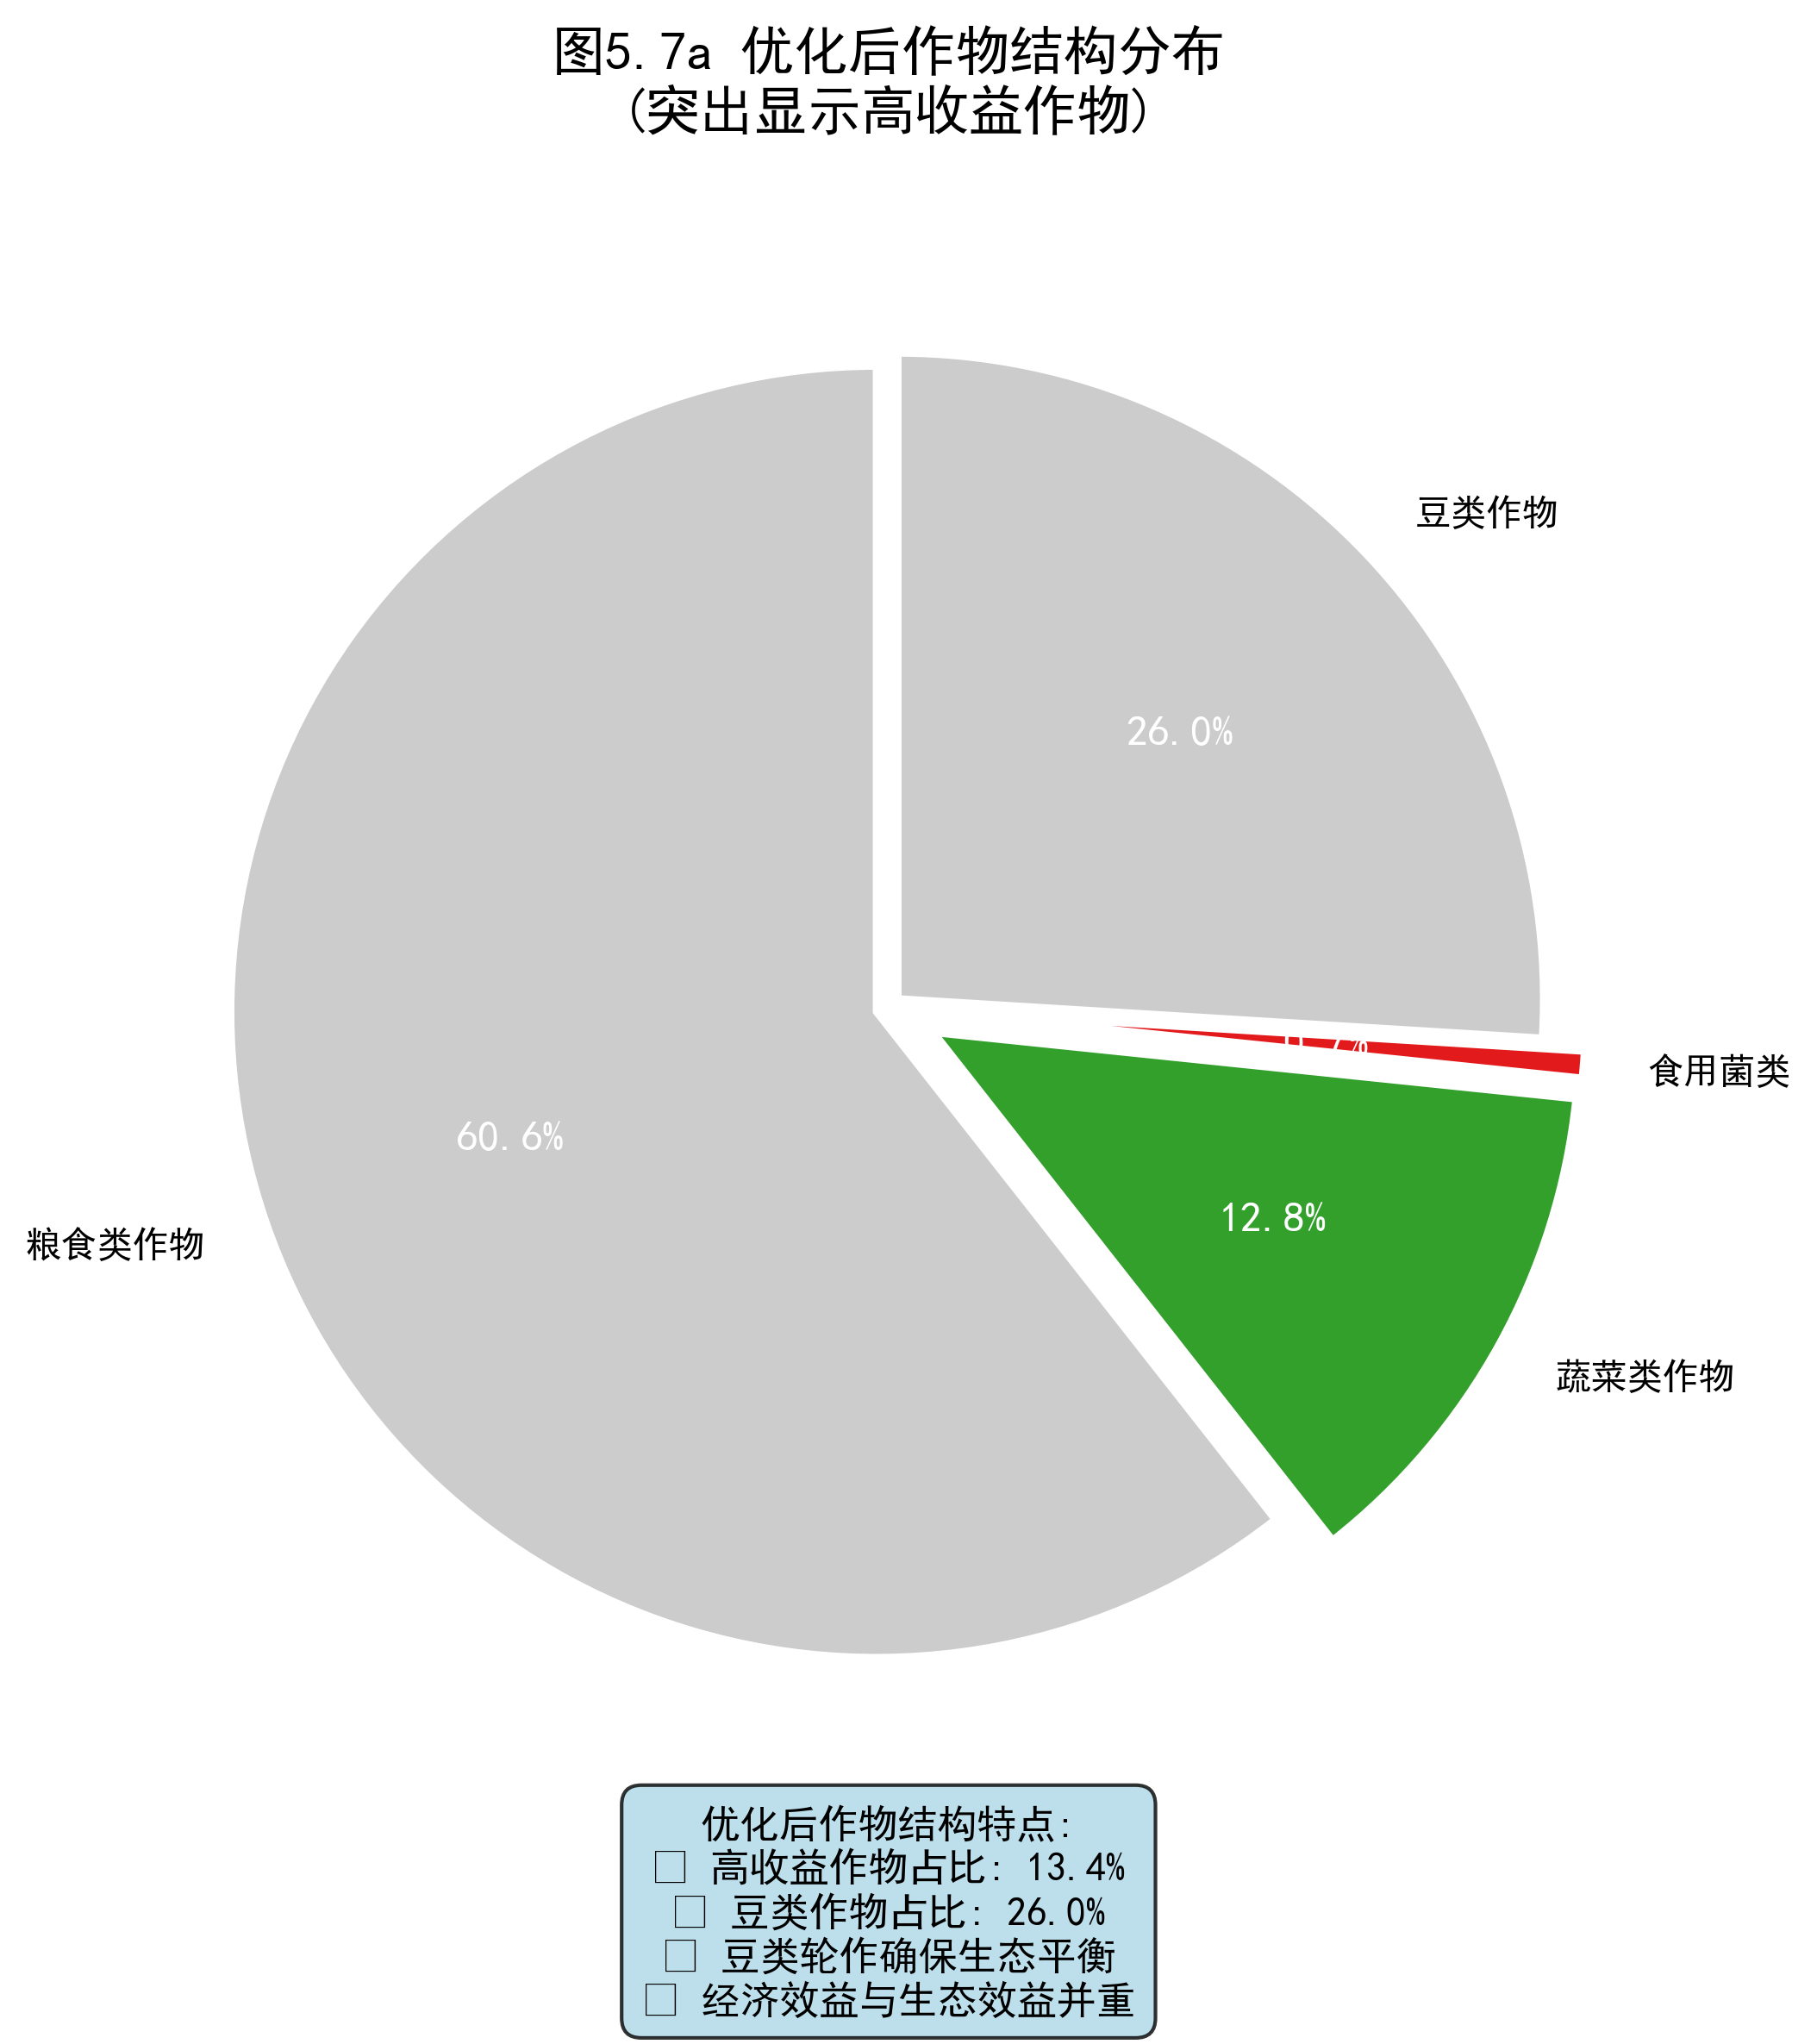 图5.7a 优化后作物结构分布
(突出显示高收益作物)
豆类作物
26.0%
食用菌类
60.6%
12.8%
粮食类作物
蔬菜类作物
优化后作物结构特点:
□ 高收益作物占比: 13.4%
□ 豆类作物占比: 26.0%
□ 豆类轮作确保生态平衡
□ 经济效益与生态效益并重